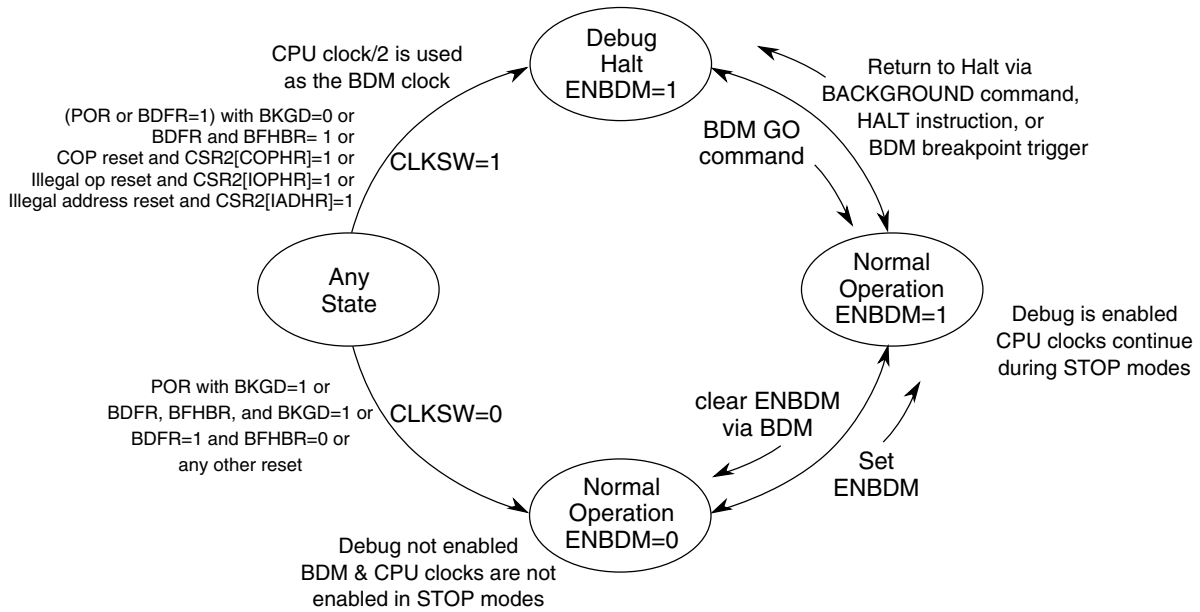 Debug
Halt
ENBDM=1
CPU clock/2 is used
as the BDM clock
(POR or BDFR=1) with BKGD=0 or
BDFR and BFHBR= 1 or
COP reset and CSR2[COPHR]=1 or
Illegal op reset and CSR2[IOPHR]=1 or
Illegal address reset and CSR2[IADHR]=1
CLKSW=1
BDM GO
command
Return to Halt via
BACKGROUND command,
HALT instruction, or
BDM breakpoint trigger
Any
State
Normal
Operation
ENBDM=1
Debug is enabled
CPU clocks continue
during STOP modes
POR with BKGD=1 or
BDFR, BFHBR, and BKGD=1 or
BDFR=1 and BFHBR=0 or
any other reset
CLKSW=0
clear ENBDM
via BDM
Set
ENBDM
Normal
Operation
ENBDM=0
Debug not enabled
BDM & CPU clocks are not
enabled in STOP modes